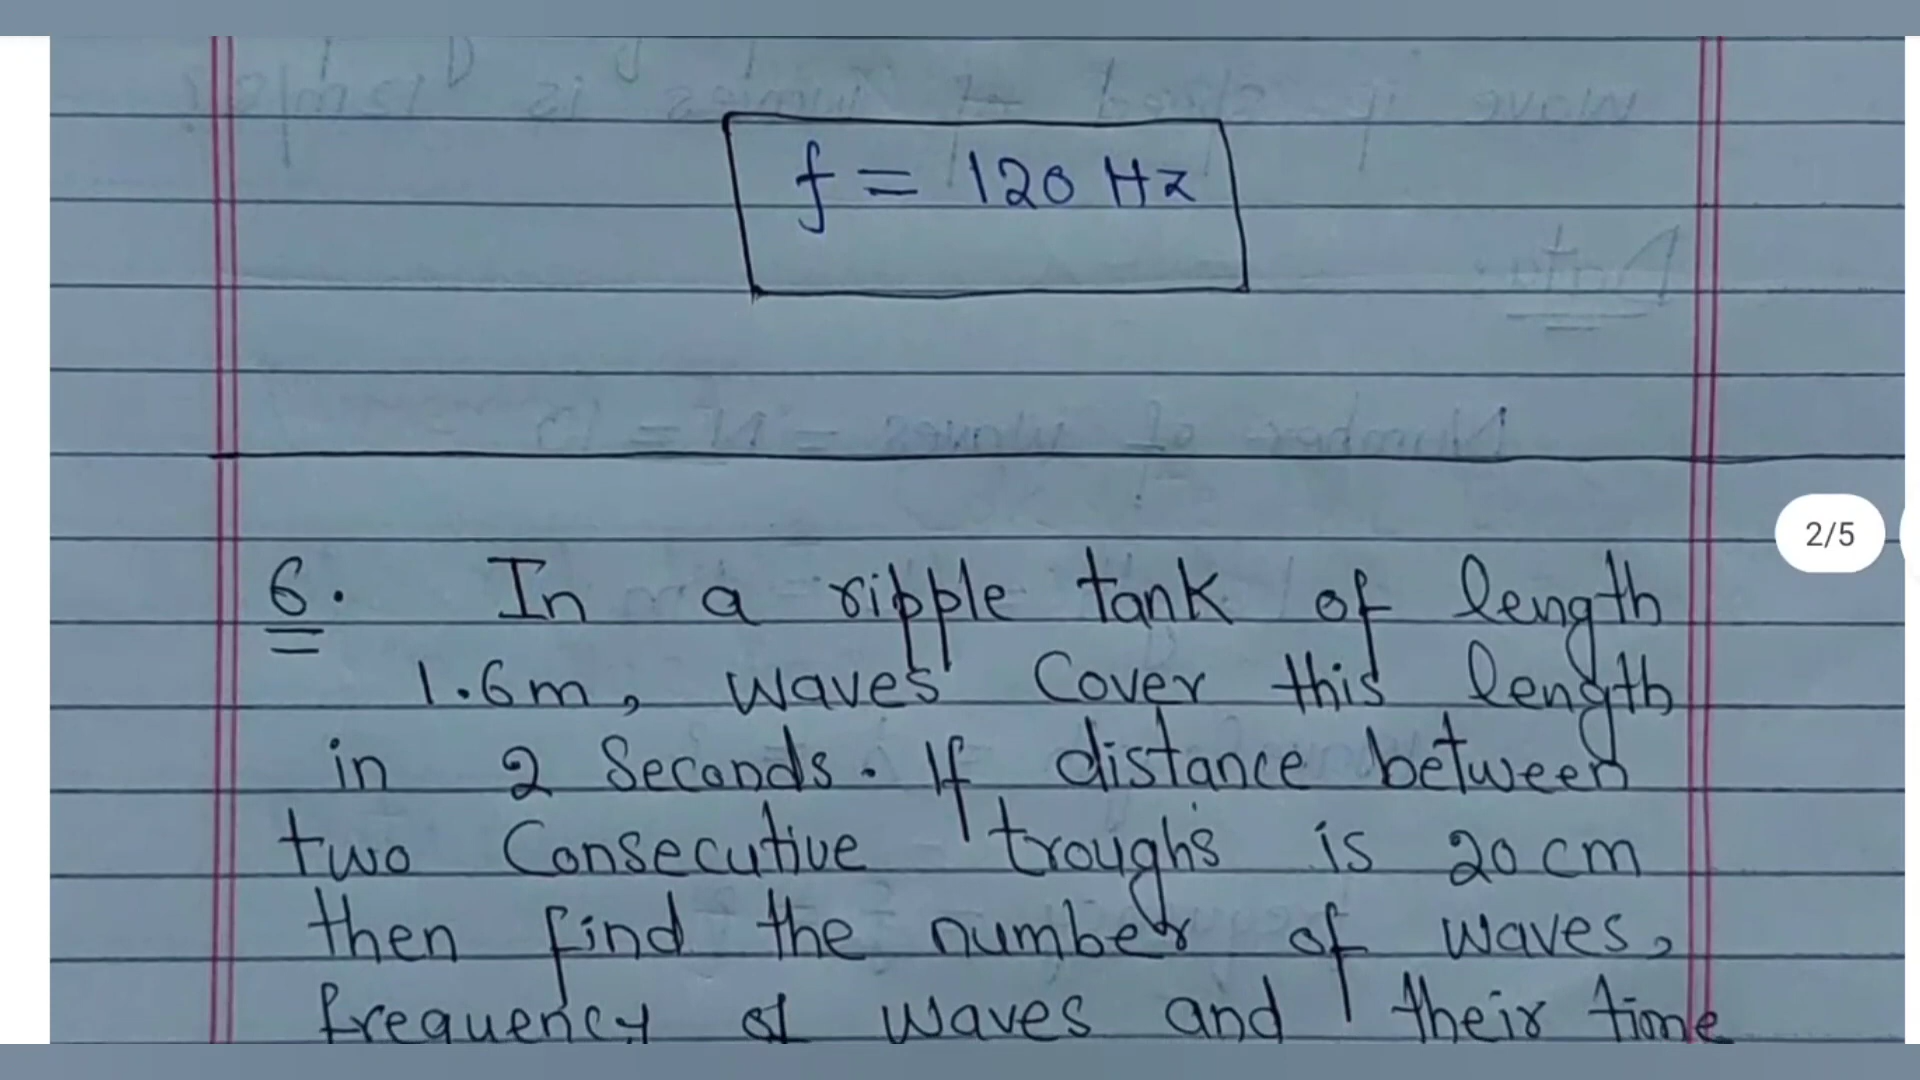 f = 120 Hz
2/5
6. In a ripple tank of length
1.6m, waves cover this length
in 2 Seconds. If distance between
two Consecutive troughs is 20 cm
then find the number of waves,
frequency of waves and their time